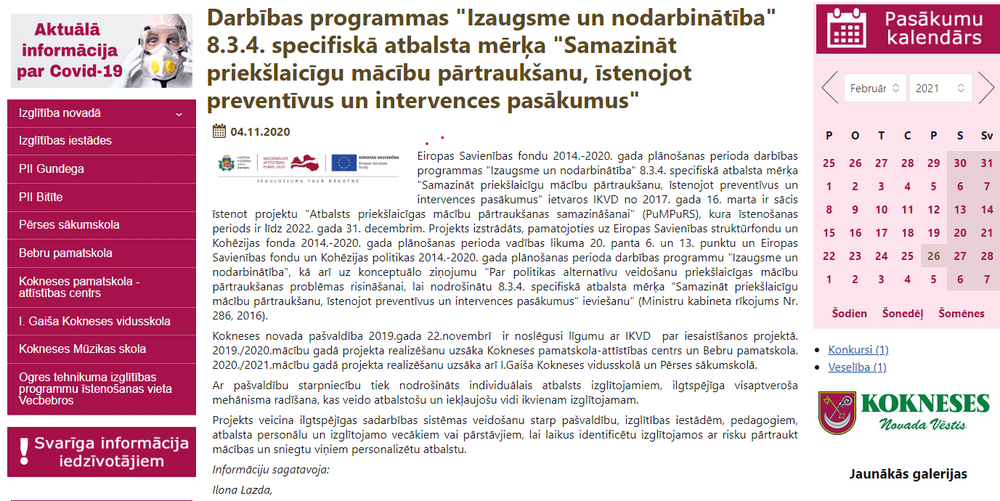 Aktuālā
informācija
par Covid-19
Izglītība novadā
Izglītības iestādes
PII Gundega
PII Bitīte
Pērses sākumskola
Bebru pamatskola
Kokneses pamatskola -
attīstības centrs
I. Gaiša Kokneses vidusskola
Kokneses Mūzikas skola
Ogres tehnikuma izglītības
programmu īstenošanas vieta
Vecbebros
! Svarīga informācija
iedzīvotājiem
Darbības programmas "Izaugsme un nodarbinātība"
8.3.4. specifiskā atbalsta mērķa "Samazināt
priekšlaicīgu mācību pārtraukšanu, īstenojot
preventīvus un intervences pasākumus"
04.11.2020
NACIONĀLAIS
ATTĪSTĪBAS
PLĀNS 2020
EIROPAS SAVIENĪBA
Eiropas Sociālais
fonds
IEGULDĪJUMS TAVĀ NĀKOTNĒ
Eiropas Savienības fondu 2014.-2020. gada plānošanas perioda darbības
programmas "Izaugsme un nodarbinātība" 8.3.4. specifiskā atbalsta mērķa
"Samazināt priekšlaicīgu mācību pārtraukšanu, īstenojot preventīvus un
intervences pasākumus" ietvaros IKVD no 2017. gada 16. marta ir sācis
īstenot projektu "Atbalsts priekšlaicīgas mācību pārtraukšanas samazināšanai" (PuMPuRS), kura īstenošanas
periods ir līdz 2022. gada 31. decembrim. Projekts izstrādāts, pamatojoties uz Eiropas Savienības struktūrfondu un
Kohēzijas fonda 2014.-2020. gada plānošanas perioda vadības likuma 20. panta 6. un 13. punktu un Eiropas
Savienības fondu un Kohēzijas politikas 2014.-2020. gada plānošanas perioda darbības programmu "Izaugsme un
nodarbinātība", kā arī uz konceptuālo ziņojumu "Par politikas alternatīvu veidošanu priekšlaicīgas mācību
pārtraukšanas problēmas risināšanai, lai nodrošinātu 8.3.4. specifiskā atbalsta mērķa "Samazināt priekšlaicīgu
mācību pārtraukšanu, īstenojot preventīvus un intervences pasākumus" ieviešanu" (Ministru kabineta rīkojums Nr.
286, 2016).
Kokneses novada pašvaldība 2019.gada 22.novembrī ir noslēgusi līgumu ar IKVD par iesaistīšanos projektā.
2019./2020.mācību gadā projekta realizēšanu uzsāka Kokneses pamatskola-attīstības centrs un Bebru pamatskola.
2020./2021.mācību gadā projekta realizēšanu uzsāka arī I.Gaiša Kokneses vidusskolā un Pērses sākumskolā.
Ar pašvaldību starpniecību tiek nodrošināts individuālais atbalsts izglītojamiem, ilgtspējīga visaptveroša
mehānisma radīšana, kas veido atbalstošu un iekļaujošu vidi ikvienam izglītojamam.
Projekts veicina ilgtspējīgas sadarbības sistēmas veidošanu starp pašvaldību, izglītības iestādēm, pedagogiem,
atbalsta personālu un izglītojamo vecākiem vai pārstāvjiem, lai laikus identificētu izglītojamos ar risku pārtraukt
mācības un sniegtu viņiem personalizētu atbalstu.
Informāciju sagatavoja:
Ilona Lazda,
Pasākumu
kalendārs
Februār 2021
P O T C P S Sv
25 26 27 28 29 30 31
1 2 3 4 5 6 7
8 9 10 11 12 13 14
15 16 17 18 19 20 21
22 23 24 25 26 27 28
1 2 3 4 5 6 7
Šodien Šonedēļ Šomēnes
Konkursi (1)
Veselība (1)
KOKNESES
Novada Vēstis
Jaunākās galerijas